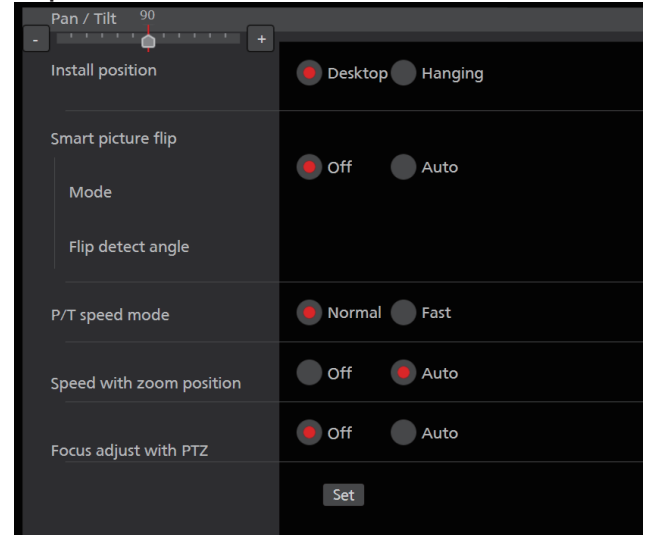 Pan / Tilt 90
- +
Install position Desktop Hanging
Smart picture flip
Off Auto
Mode
Flip detect angle
P/T speed mode Normal Fast
Speed with zoom position Off Auto
Focus adjust with PTZ Off Auto
Set